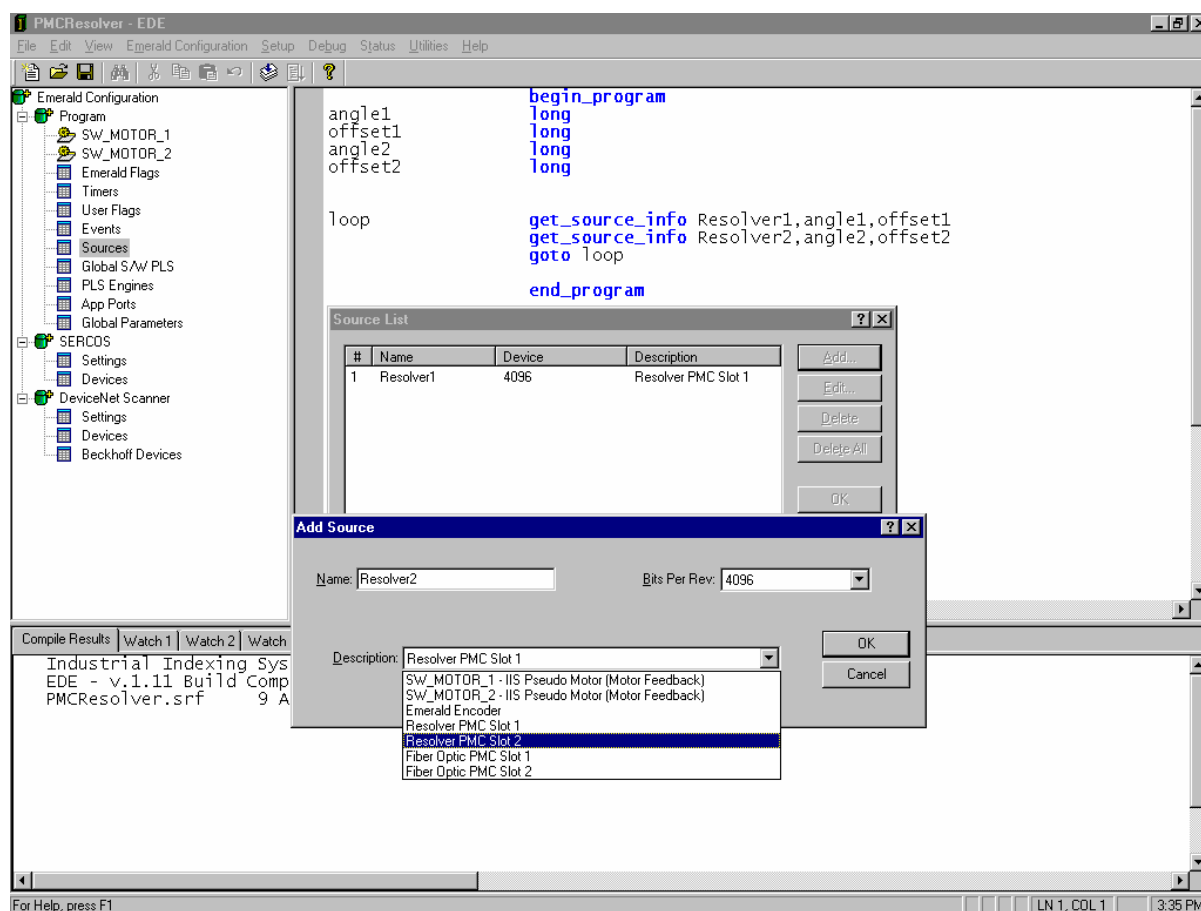 PMCResolver - EDE
File Edit View Emerald Configuration Setup Debug Status Utilities Help
Emerald Configuration
Program
SW_MOTOR_1
SW_MOTOR_2
Emerald Flags
Timers
User Flags
Events
Sources
Global S/W PLS
PLS Engines
App Ports
Global Parameters
SERCOS
Settings
Devices
DeviceNet Scanner
Settings
Devices
Beckhoff Devices
begin_program
angle1 long
offset1 long
angle2 long
offset2 long
loop get_source_info Resolver1,angle1,offset1
get_source_info Resolver2,angle2,offset2
goto loop
end_program
Source List
# Name Device Description
1 Resolver1 4096 Resolver PMC Slot 1
Add...
Edit...
Delete
Delete All
OK
Add Source
Name: Resolver2 Bits Per Rev: 4096
Description: Resolver PMC Slot 1
OK
Cancel
SW_MOTOR_1 - IIS Pseudo Motor (Motor Feedback)
SW_MOTOR_2 - IIS Pseudo Motor (Motor Feedback)
Emerald Encoder
Resolver PMC Slot 1
Resolver PMC Slot 2
Fiber Optic PMC Slot 1
Fiber Optic PMC Slot 2
Compile Results Watch 1 Watch 2 Watch
Industrial Indexing Sys
EDE - v.1.11 Build Comp
PMCResolver.srf 9 A
For Help, press F1 LN 1, COL 1 3:35 PM